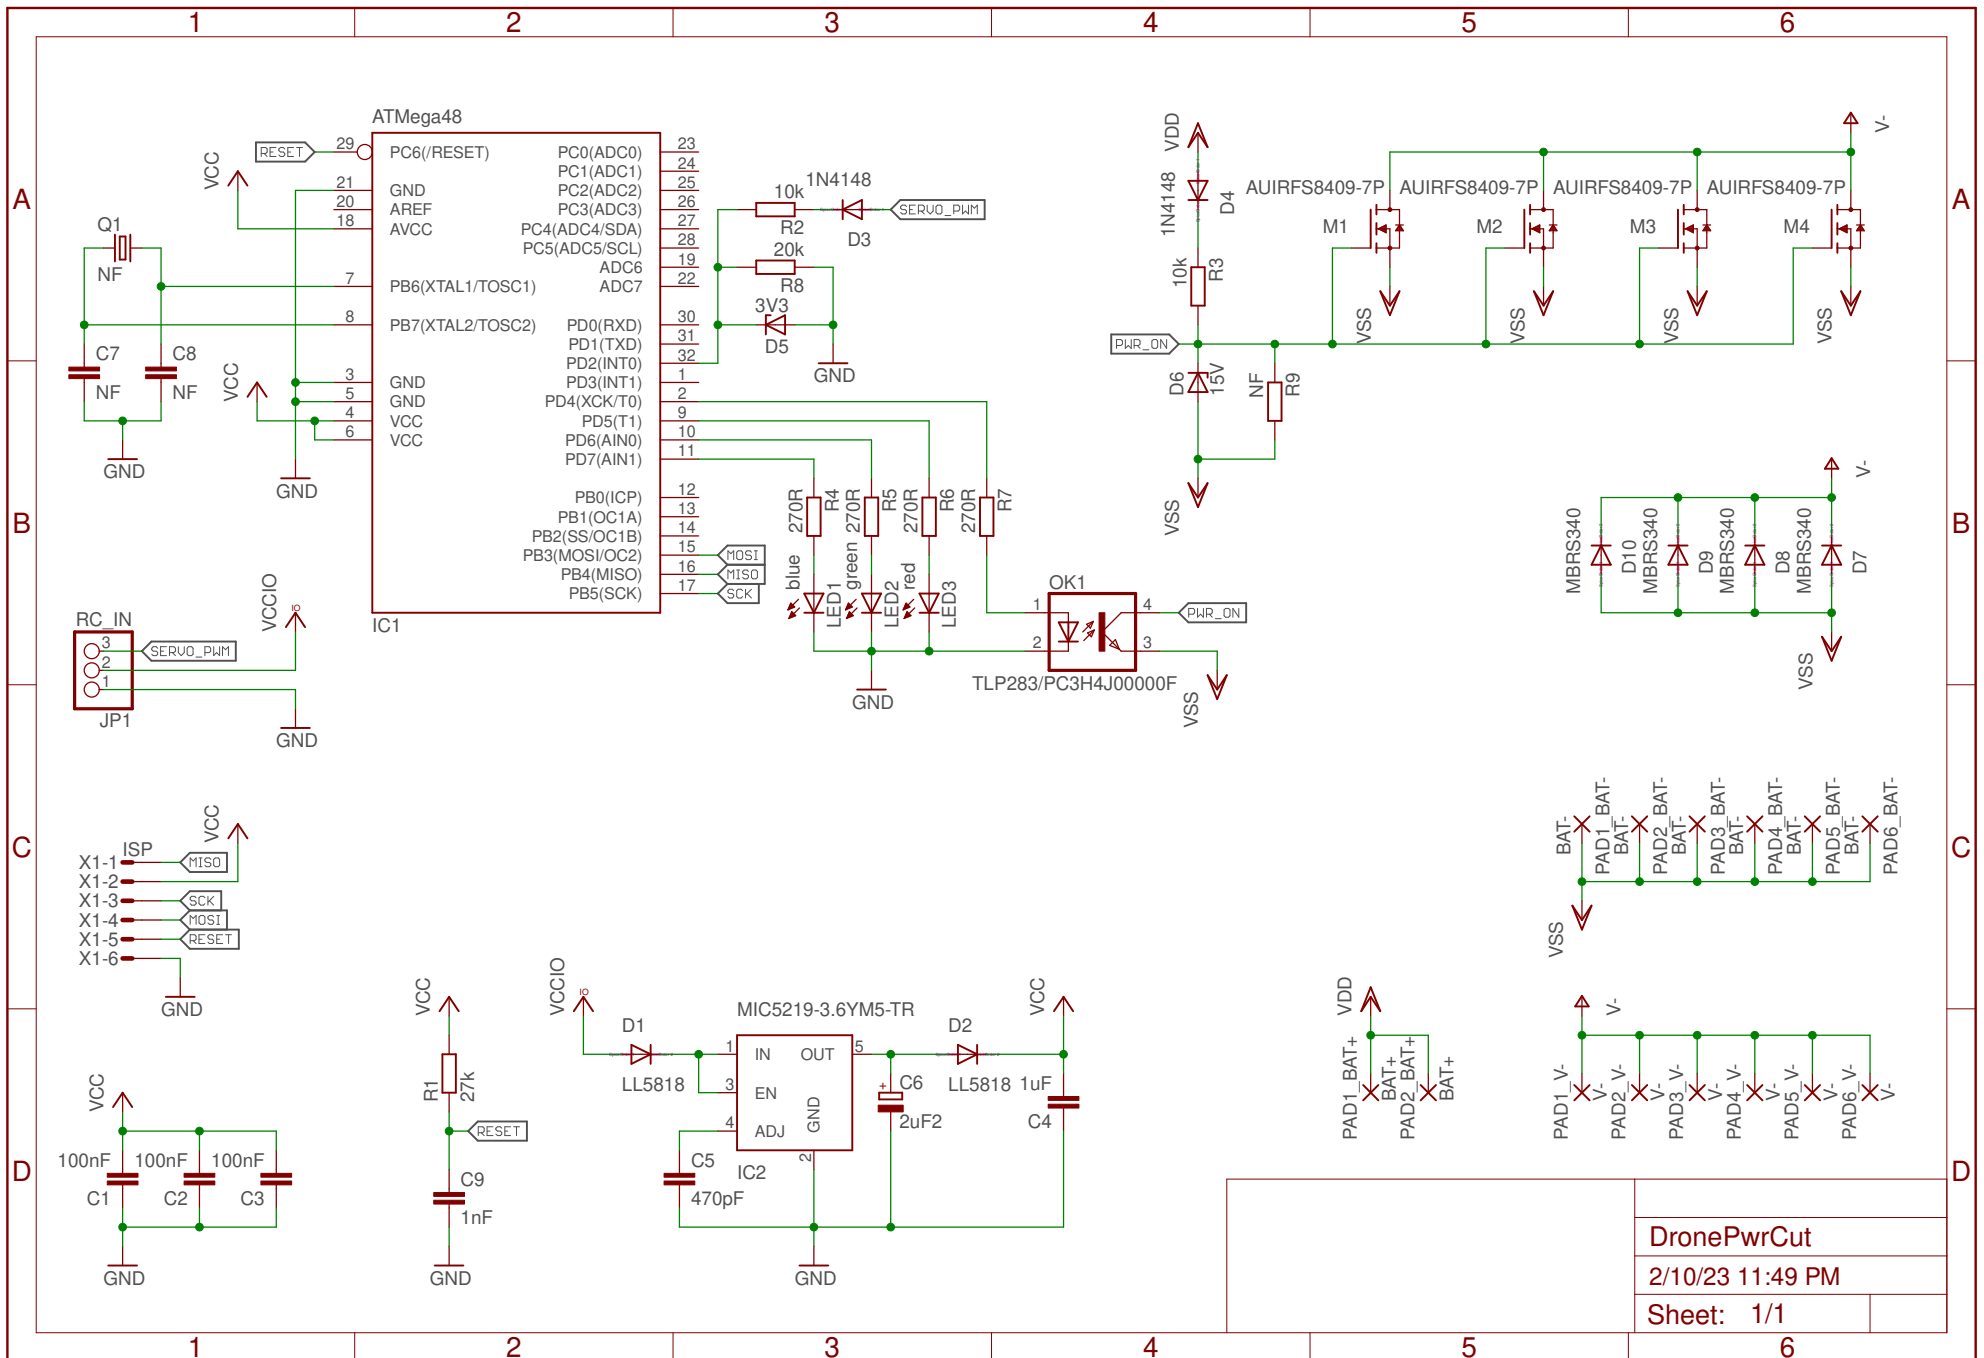 1 2 3 4 5 6
A
B
C
D
A
B
C
D
1 2 3 4 5 6
ATMega48
IC1
RESET
29
21
20
18
7
8
3
5
4
6
PC6(/RESET)
GND
AREF
AVCC
PB6(XTAL1/TOSC1)
PB7(XTAL2/TOSC2)
GND
GND
VCC
VCC
PC0(ADC0) 23
PC1(ADC1) 24
PC2(ADC2) 25
PC3(ADC3) 26
PC4(ADC4/SDA) 27
PC5(ADC5/SCL) 28
ADC6 19
ADC7 22
PD0(RXD) 30
PD1(TXD) 31
PD2(INT0) 32
PD3(INT1) 1
PD4(XCK/T0) 2
PD5(T1) 9
PD6(AIN0) 10
PD7(AIN1) 11
PB0(ICP) 12
PB1(OC1A) 13
PB2(SS/OC1B) 14
PB3(MOSI/OC2) 15 MOSI
PB4(MISO) 16 MISO
PB5(SCK) 17 SCK
VCC
Q1
NF
C7
NF
C8
NF
GND
VCC
GND
10k
R2
1N4148
D3
SERVO_PWM
20k
R8
3V3
D5
GND
270R
R4
270R
R5
270R
R6
270R
R7
blue
LED1
green
LED2
red
LED3
GND
OK1
1
2
4
3
PWR_ON
TLP283/PC3H4J00000F
VSS
VDD
1N4148
D4
10k
R3
PWR_ON
D6
15V
NF
R9
VSS
V-
AUIRFS8409-7P
M1
VSS
AUIRFS8409-7P
M2
VSS
AUIRFS8409-7P
M3
VSS
AUIRFS8409-7P
M4
VSS
V-
MBRS340
D10
MBRS340
D9
MBRS340
D8
MBRS340
D7
VSS
RC_IN
3
2
1
JP1
SERVO_PWM
VCCIO
IO
GND
ISP
VCC
X1-1 MISO
X1-2
X1-3 SCK
X1-4 MOSI
X1-5 RESET
X1-6
GND
VCC
100nF
C1
100nF
C2
100nF
C3
GND
VCC
R1
27k
RESET
C9
1nF
GND
VCCIO
IO
D1
LL5818
MIC5219-3.6YM5-TR
1 IN
3 EN
4 ADJ
OUT 5
GND
2
IC2
C5
470pF
+
C6
2uF2
D2
LL5818
VCC
1uF
C4
GND
BAT-
PAD1_BAT-
BAT-
PAD2_BAT-
BAT-
PAD3_BAT-
BAT-
PAD4_BAT-
BAT-
PAD5_BAT-
BAT-
PAD6_BAT-
VSS
VDD
PAD1_BAT+
BAT+
PAD2_BAT+
BAT+
V-
PAD1_V-
V-
PAD2_V-
V-
PAD3_V-
V-
PAD4_V-
V-
PAD5_V-
V-
PAD6_V-
V-
DronePwrCut
2/10/23 11:49 PM
Sheet: 1/1